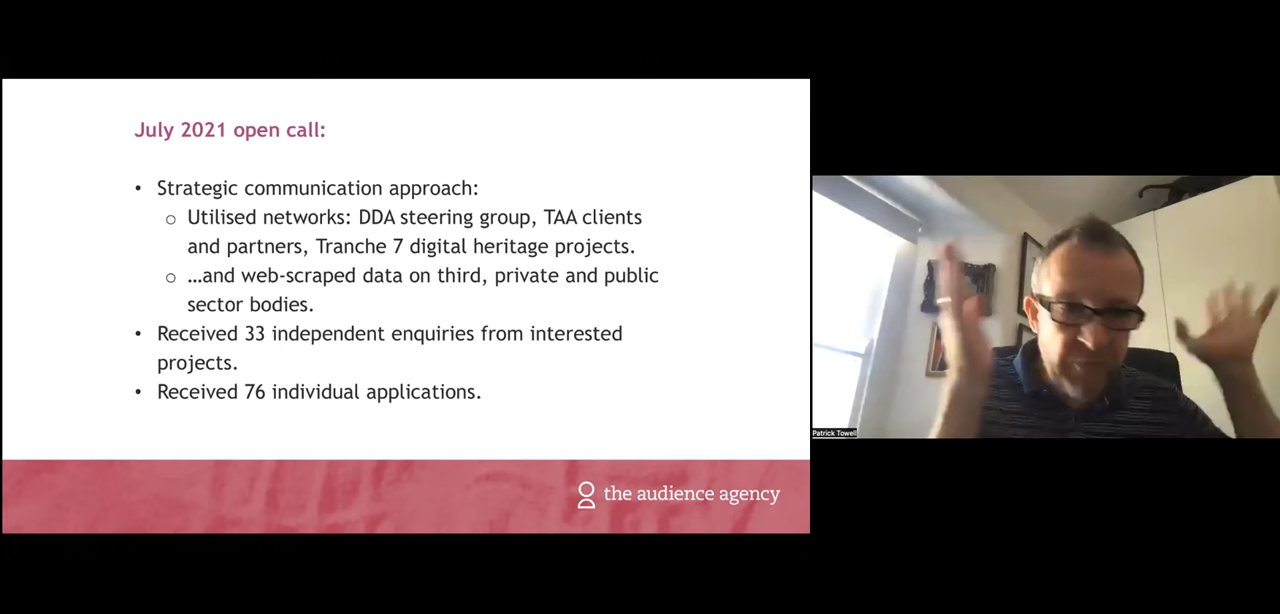 July 2021 open call:
• Strategic communication approach:
o Utilised networks: DDA steering group, TAA clients
and partners, Tranche 7 digital heritage projects.
o …and web-scraped data on third, private and public
sector bodies.
• Received 33 independent enquiries from interested
projects.
• Received 76 individual applications.
the audience agency
Patrick Towell